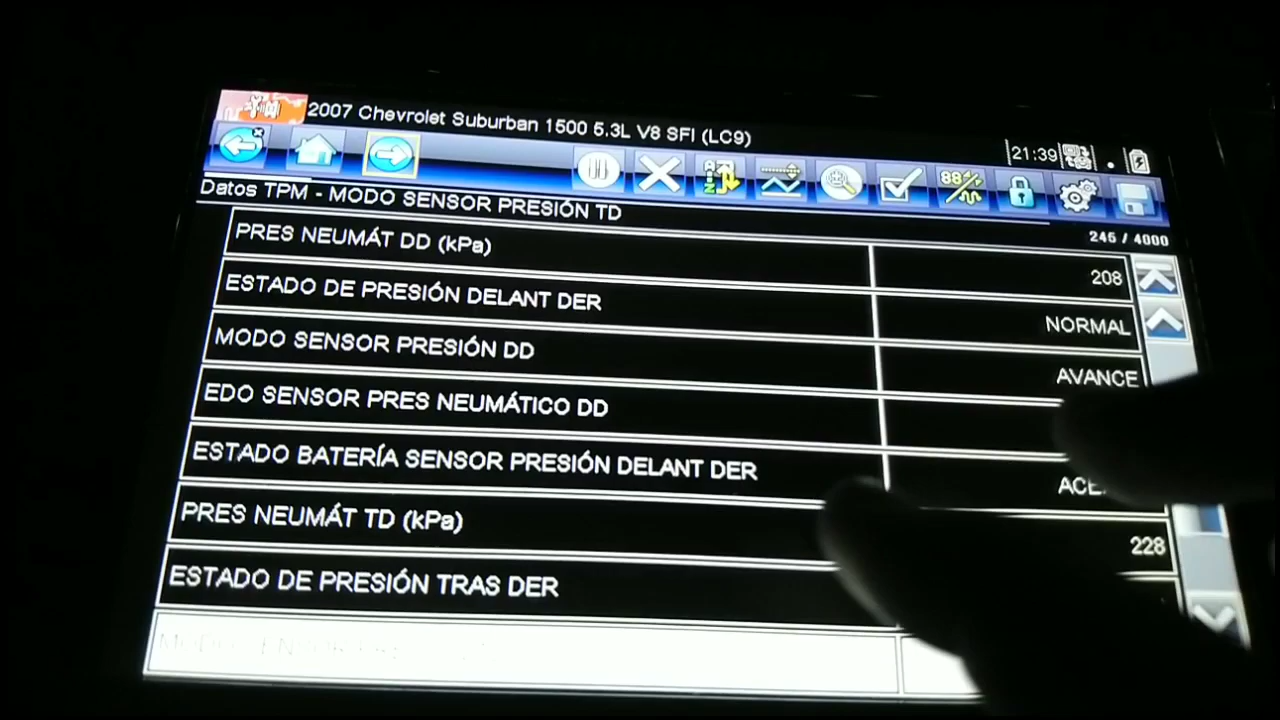 2007 Chevrolet Suburban 1500 5.3L V8 SFI (LC9)
21:39
Datos TPM - MODO SENSOR PRESIÓN TD
245 / 4000
PRES NEUMÁT DD (kPa) 208
ESTADO DE PRESIÓN DELANT DER NORMAL
MODO SENSOR PRESIÓN DD AVANCE
EDO SENSOR PRES NEUMÁTICO DD
ESTADO BATERÍA SENSOR PRESIÓN DELANT DER
PRES NEUMÁT TD (kPa) 228
ESTADO DE PRESIÓN TRAS DER